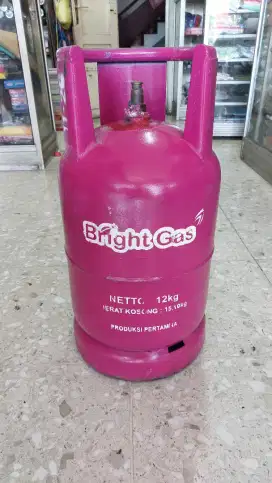 Bright Gas
NETTO 12kg
BERAT KOSONG : 15.10kg
PRODUKSI PERTAMINA